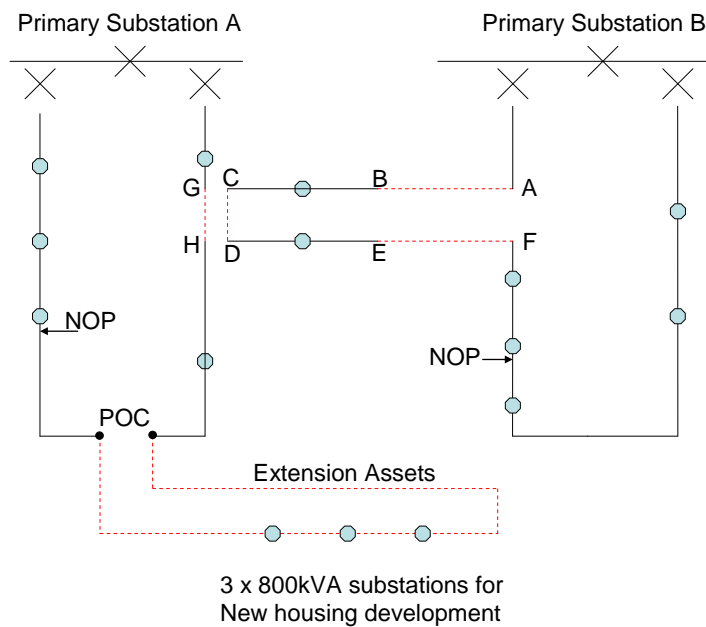 Primary Substation A
Primary Substation B
G
C
B
A
H
D
E
F
NOP
NOP
POC
Extension Assets
3 x 800kVA substations for
New housing development